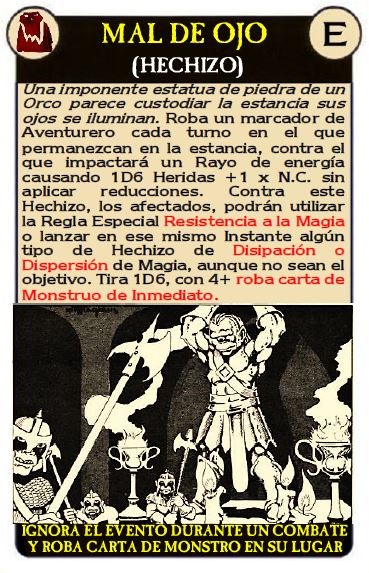 MAL DE OJO
E
(HECHIZO)
Una imponente estatua de piedra de un
Orco parece custodiar la estancia sus
ojos se iluminan. Roba un marcador de
Aventurero cada turno en el que
permanezcan en la estancia, contra el
que impactará un Rayo de energía
causando 1D6 Heridas +1 x N.C. sin
aplicar reducciones. Contra este
Hechizo, los afectados, podrán utilizar
la Regla Especial Resistencia a la Magia
o lanzar en ese mismo Instante algún
tipo de Hechizo de Disipación o
Dispersión de Magia, aunque no sean el
objetivo. Tira 1D6, con 4+ roba carta de
Monstruo de Inmediato.
IGNORA EL EVENTO DURANTE UN COMBATE
Y ROBA CARTA DE MONSTRO EN SU LUGAR